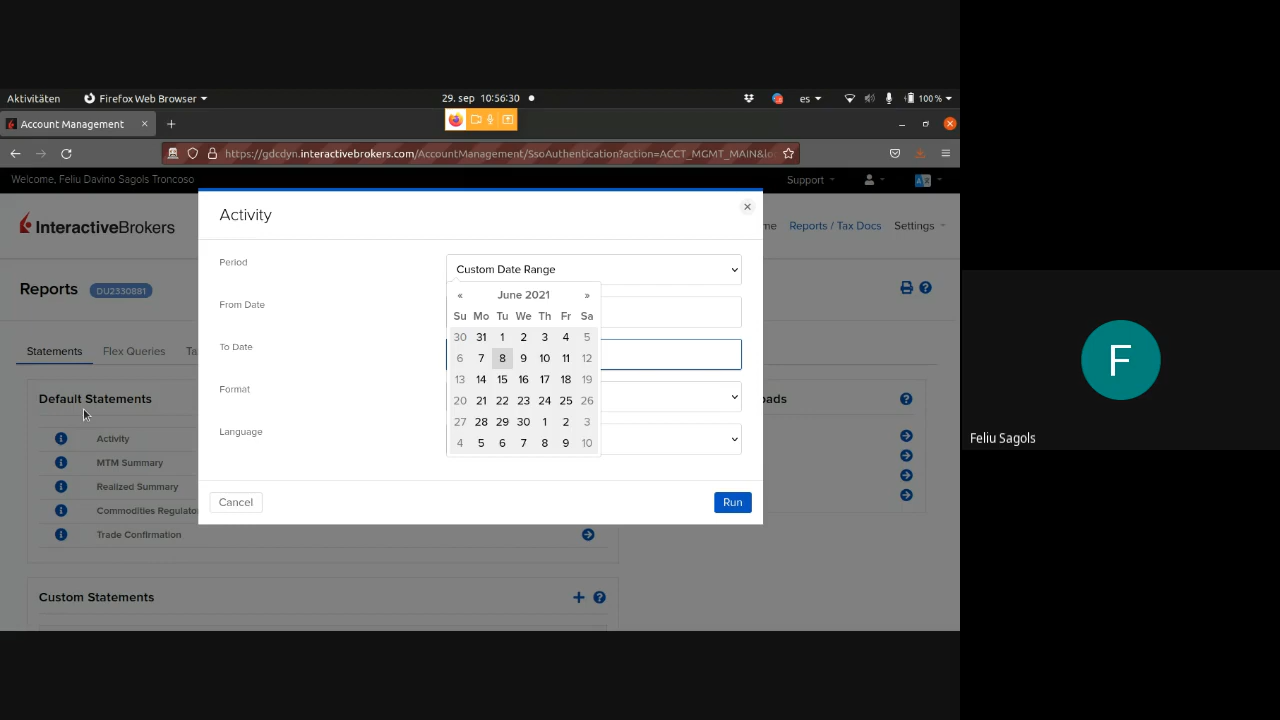 Aktivitäten Firefox Web Browser 29. sep 10:56:30 es 100%
Account Management
https://gdcdyn.interactivebrokers.com/AccountManagement/SsoAuthentication?action=ACCT_MGMT_MAIN&lo
Welcome, Feliu Davino Sagols Troncoso Support
InteractiveBrokers me Reports / Tax Docs Settings
Reports DU2330881
Statements Flex Queries Ta
Default Statements oads
Activity
MTM Summary
Realized Summary
Commodities Regulator
Trade Confirmation
Custom Statements
Activity
Period Custom Date Range
From Date
To Date
Format
Language
« June 2021 »
Su Mo Tu We Th Fr Sa
30 31 1 2 3 4 5
6 7 8 9 10 11 12
13 14 15 16 17 18 19
20 21 22 23 24 25 26
27 28 29 30 1 2 3
4 5 6 7 8 9 10
Cancel Run
F
Feliu Sagols